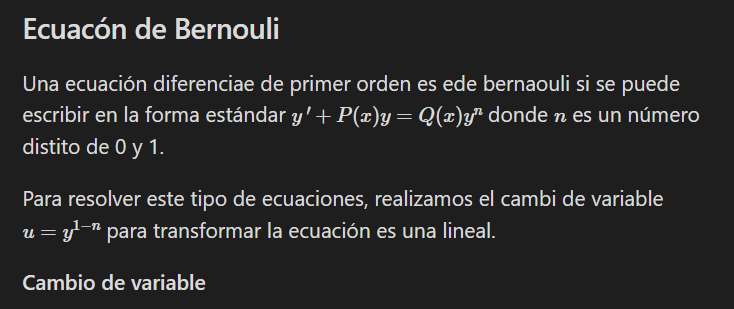 Ecuacón de Bernouli
Una ecuación diferenciae de primer orden es ede bernaouli si se puede
escribir en la forma estándar y′ + P(x)y = Q(x)yⁿ donde n es un número
distito de 0 y 1.
Para resolver este tipo de ecuaciones, realizamos el cambi de variable
u = y¹⁻ⁿ para transformar la ecuación es una lineal.
Cambio de variable